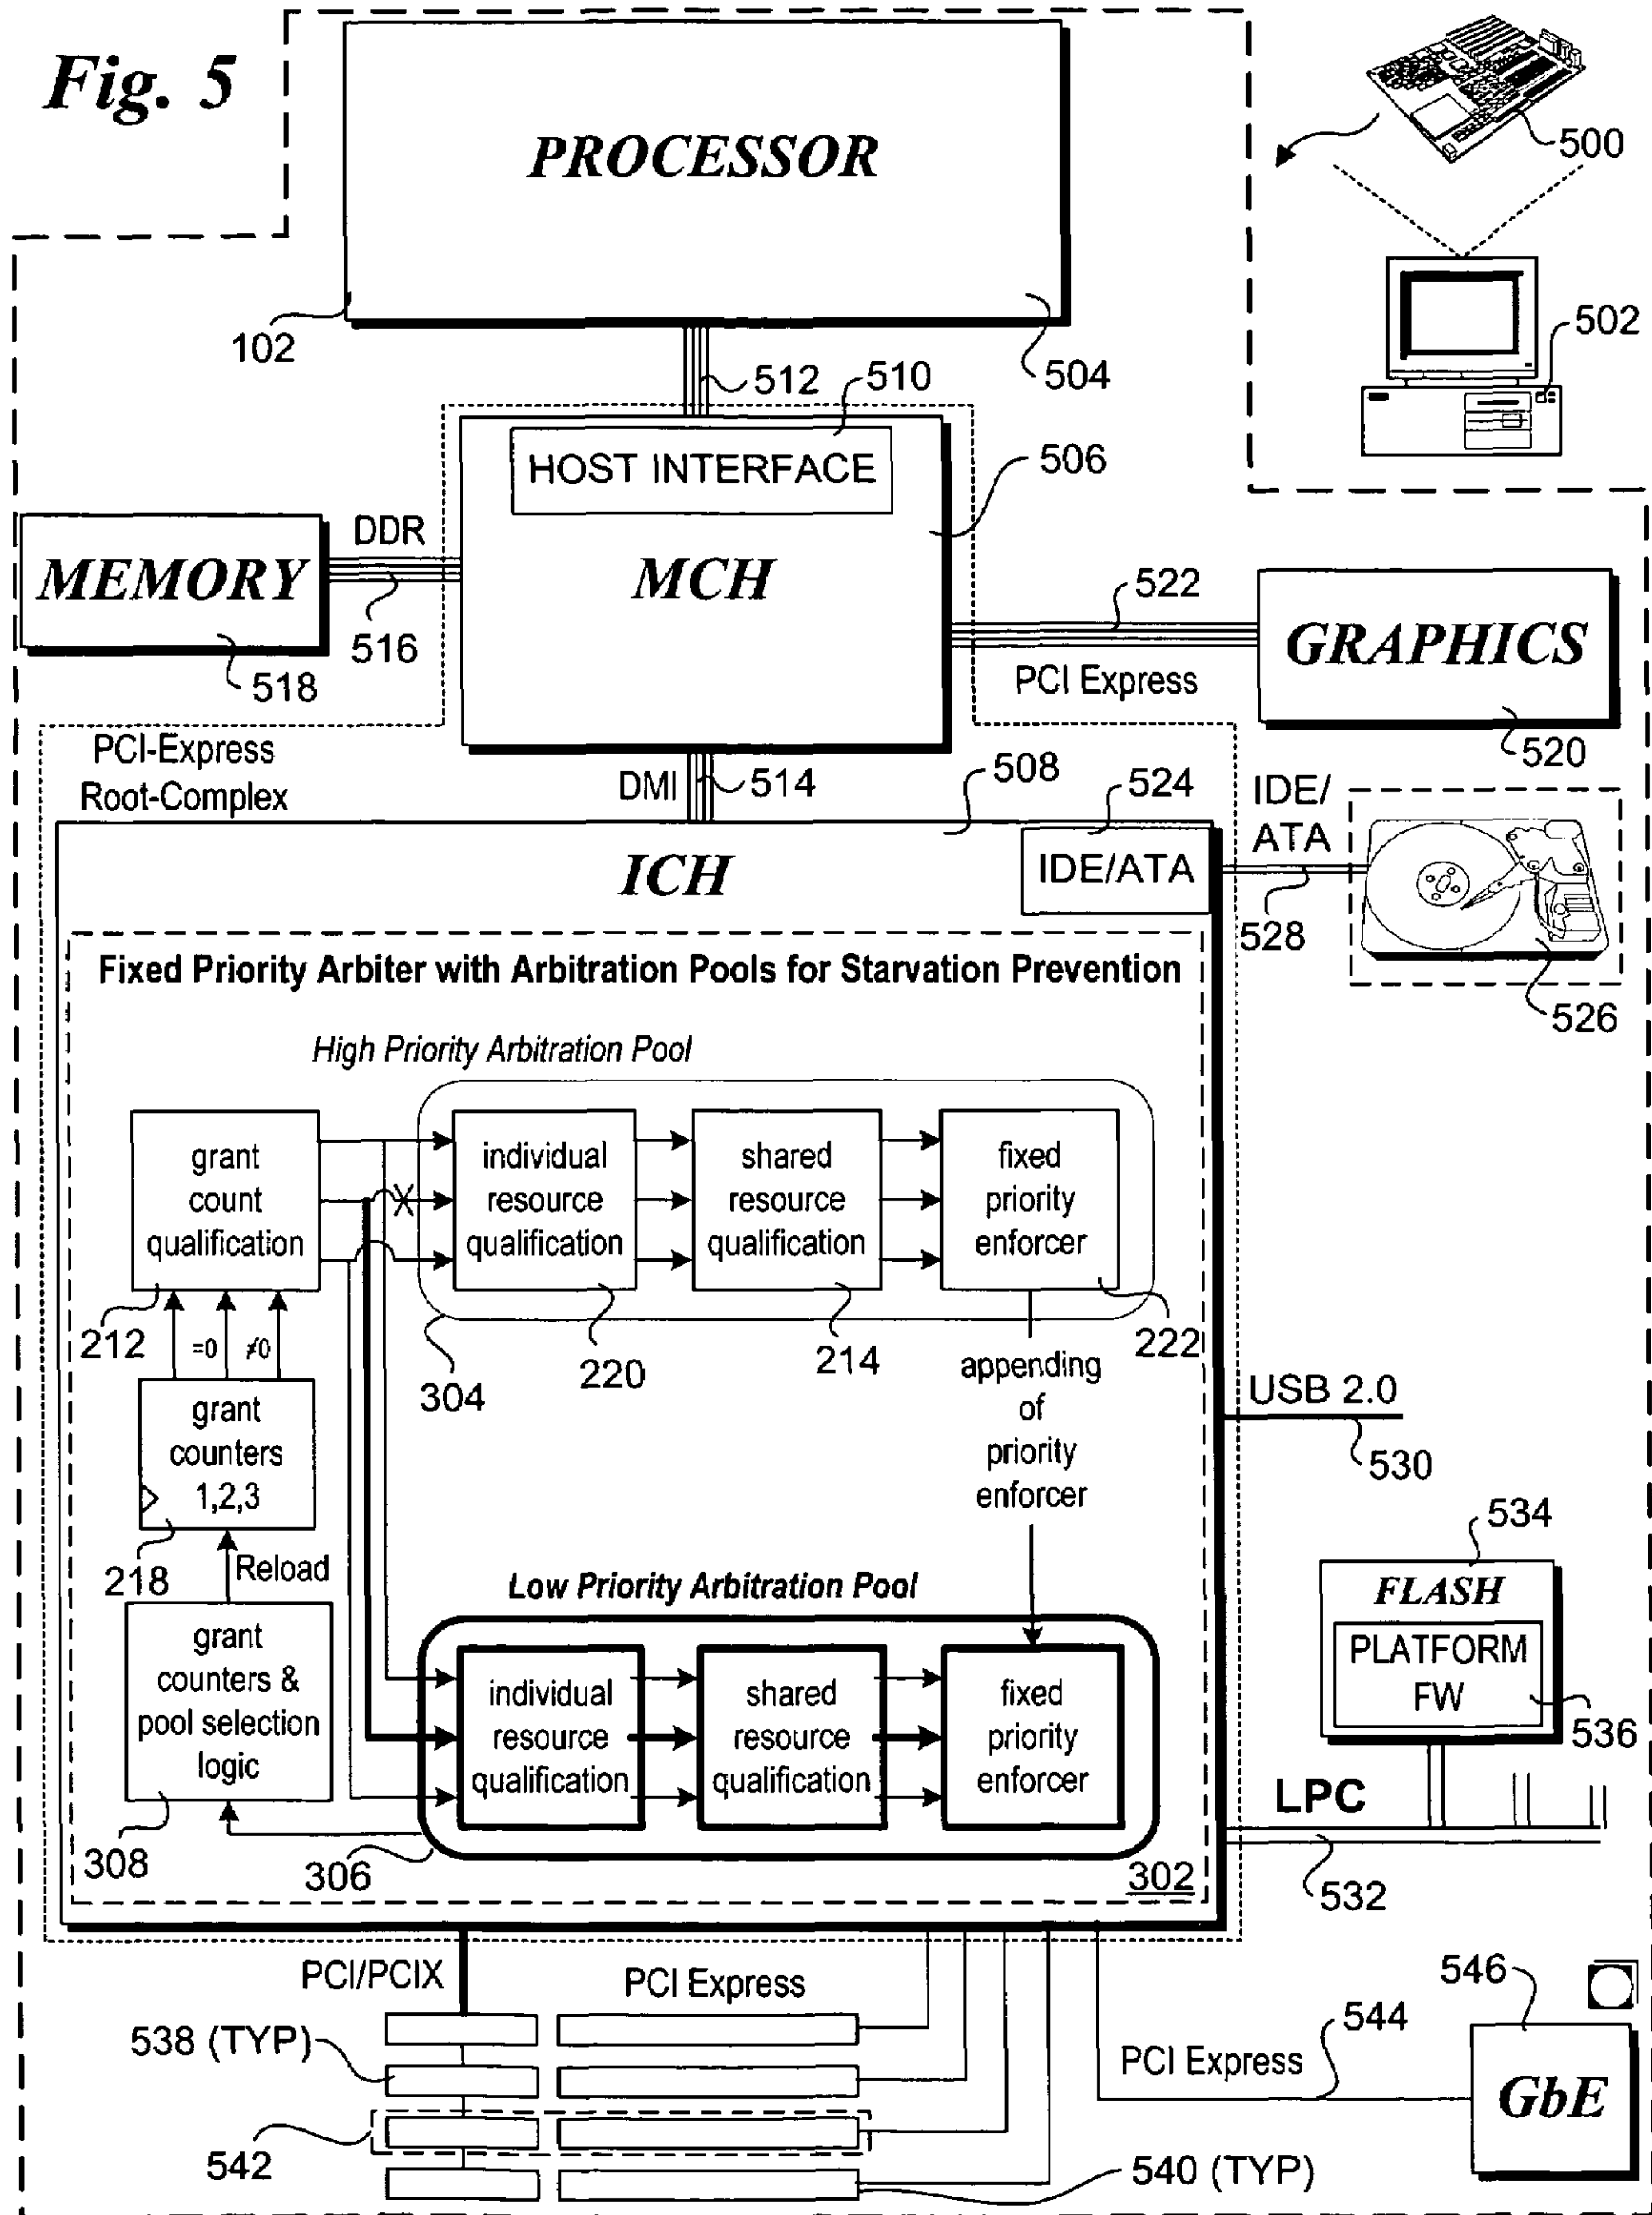 Fig. 5
PROCESSOR
500
502
102
504
512
510
HOST INTERFACE
506
DDR
MEMORY
MCH
516
518
522
GRAPHICS
PCI Express
520
PCI-Express
Root-Complex
DMI
514
508
524
IDE/
ATA
ICH
IDE/ATA
528
526
Fixed Priority Arbiter with Arbitration Pools for Starvation Prevention
High Priority Arbitration Pool
grant
count
qualification
individual
resource
qualification
shared
resource
qualification
fixed
priority
enforcer
212
=0
≠0
304
220
214
222
appending
of
priority
enforcer
grant
counters
1,2,3
USB 2.0
530
218
Reload
534
FLASH
PLATFORM
FW
536
Low Priority Arbitration Pool
grant
counters &
pool selection
logic
individual
resource
qualification
shared
resource
qualification
fixed
priority
enforcer
LPC
308
306
302
532
PCI/PCIX
PCI Express
546
538 (TYP)
544
PCI Express
GbE
542
540 (TYP)